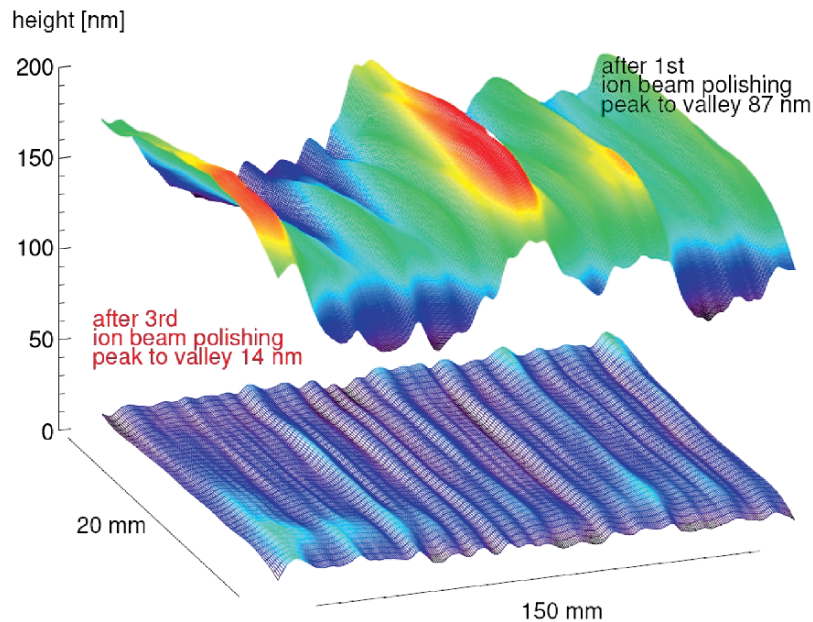 height [nm]
200
after 1st
ion beam polishing
peak to valley 87 nm
150
100
after 3rd
ion beam polishing
peak to valley 14 nm
50
0
20 mm
150 mm